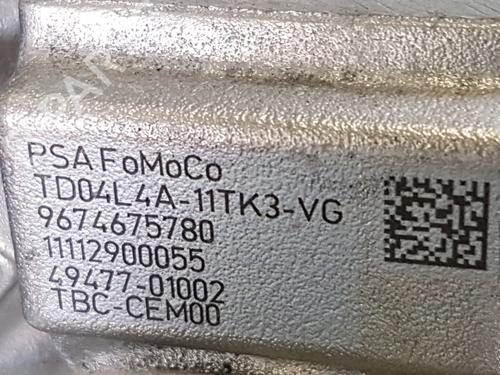 PSA FoMoCo
TD04L4A-11TK3-VG
9674675780
11112900055
49477-01002
TBC-CEM00